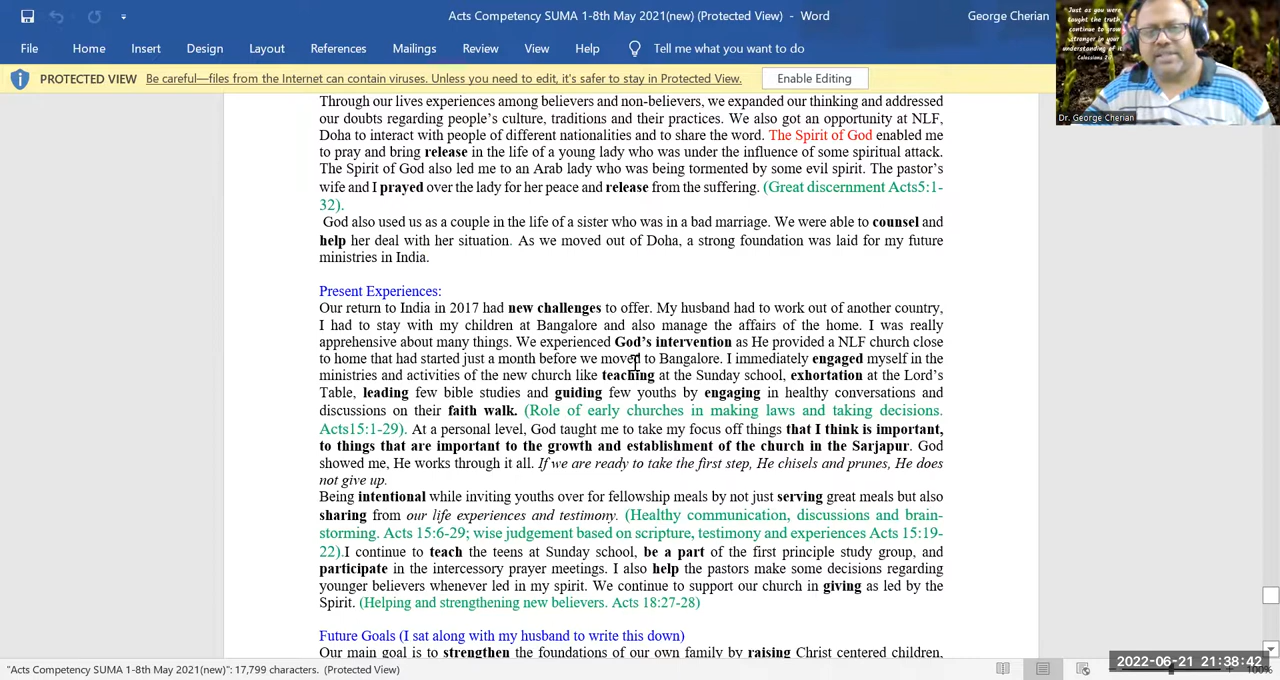 Acts Competency SUMA 1-8th May 2021(new) (Protected View) - Word
George Cherian
File Home Insert Design Layout References Mailings Review View Help Tell me what you want to do
PROTECTED VIEW Be careful—files from the Internet can contain viruses. Unless you need to edit, it's safer to stay in Protected View. Enable Editing
Just as you were
taught the truth,
continue to grow
stronger in your
understanding of it.
Dr. George Cherian
Through our lives experiences among believers and non-believers, we expanded our thinking and addressed
our doubts regarding people's culture, traditions and their practices. We also got an opportunity at NLF,
Doha to interact with people of different nationalities and to share the word. The Spirit of God enabled me
to pray and bring release in the life of a young lady who was under the influence of some spiritual attack.
The Spirit of God also led me to an Arab lady who was being tormented by some evil spirit. The pastor's
wife and I prayed over the lady for her peace and release from the suffering. (Great discernment Acts5:1-
32).
God also used us as a couple in the life of a sister who was in a bad marriage. We were able to counsel and
help her deal with her situation. As we moved out of Doha, a strong foundation was laid for my future
ministries in India.
Present Experiences:
Our return to India in 2017 had new challenges to offer. My husband had to work out of another country,
I had to stay with my children at Bangalore and also manage the affairs of the home. I was really
apprehensive about many things. We experienced God's intervention as He provided a NLF church close
to home that had started just a month before we moved to Bangalore. I immediately engaged myself in the
ministries and activities of the new church like teaching at the Sunday school, exhortation at the Lord's
Table, leading few bible studies and guiding few youths by engaging in healthy conversations and
discussions on their faith walk. (Role of early churches in making laws and taking decisions.
Acts15:1-29). At a personal level, God taught me to take my focus off things that I think is important,
to things that are important to the growth and establishment of the church in the Sarjapur. God
showed me, He works through it all. If we are ready to take the first step, He chisels and prunes, He does
not give up.
Being intentional while inviting youths over for fellowship meals by not just serving great meals but also
sharing from our life experiences and testimony. (Healthy communication, discussions and brain-
storming. Acts 15:6-29; wise judgement based on scripture, testimony and experiences Acts 15:19-
22).I continue to teach the teens at Sunday school, be a part of the first principle study group, and
participate in the intercessory prayer meetings. I also help the pastors make some decisions regarding
younger believers whenever led in my spirit. We continue to support our church in giving as led by the
Spirit. (Helping and strengthening new believers. Acts 18:27-28)
Future Goals (I sat along with my husband to write this down)
Our main goal is to strengthen the foundations of our own family by raising Christ centered children,
"Acts Competency SUMA 1-8th May 2021(new)": 17,799 characters. (Protected View)
2022-06-21 21:38:42